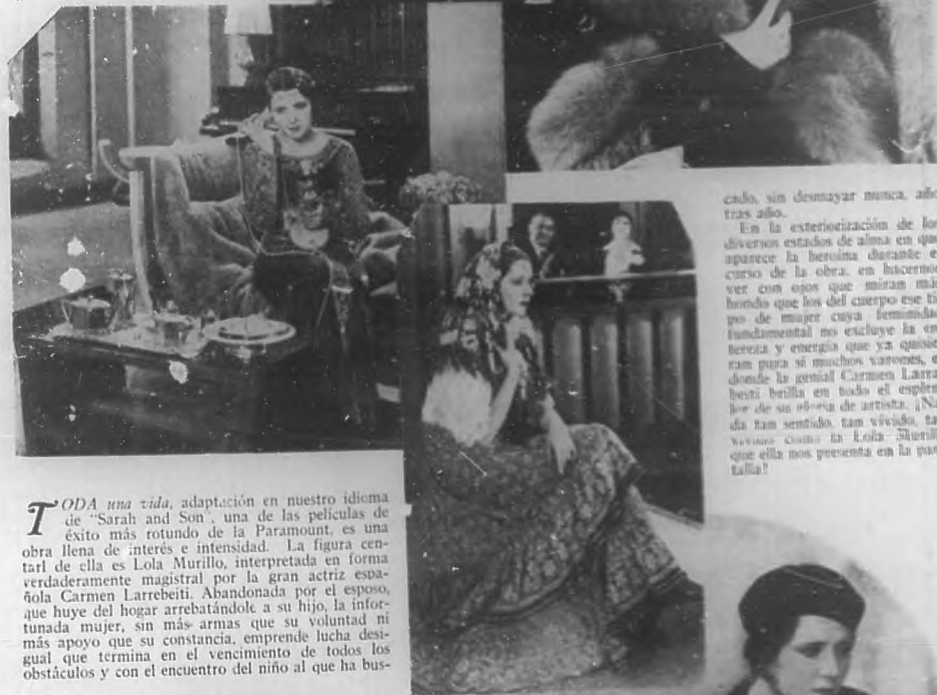 TODA una vida, adaptación en nuestro idioma
de "Sarah and Son", una de las películas de
éxito más rotundo de la Paramount, es una
obra llena de interés e intensidad. La figura cen-
tarl de ella es Lola Murillo, interpretada en forma
verdaderamente magistral por la gran actriz espa-
ñola Carmen Larrebeiti. Abandonada por el esposo,
que huye del hogar arrebatándole a su hijo, la infor-
tunada mujer, sin más armas que su voluntad ni
más apoyo que su constancia, emprende lucha desi-
gual que termina en el vencimiento de todos los
obstáculos y con el encuentro del niño al que ha bus-
cado, sin desmayar nunca, año
tras año.
En la exteriorización de los
diversos estados de alma en que
aparece la heroína durante e
curso de la obra, en hacernos
ver con ojos que miran más
hondo que los del cuerpo ese ti
po de mujer cuya feminidad
fundamental no excluye la en
tereza y energía que ya quisie
ran para sí muchos varones, e
donde la genial Carmen Larra
beiti brilla en todo el esplen
de su de artista. ¡Na
da tan sentido, tan vivido, ta
la Lola Murill
que ella nos presenta en la pan
talla!